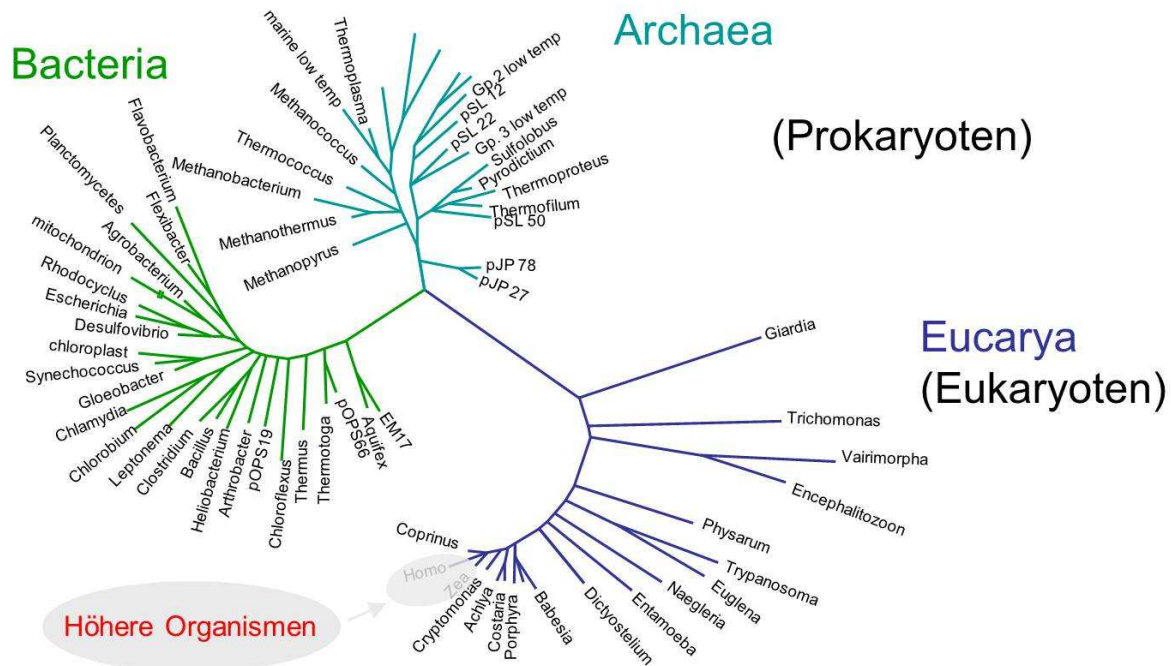 Bacteria
Archaea
(Prokaryoten)
Eucarya
(Eukaryoten)
marine low temp
Thermoplasma
Methanococcus
Thermococcus
Methanobacterium
Methanothermus
Methanopyrus
Gp.2 low temp
pSL 12
pSL 22
Gp. 3 low temp
Sulfolobus
Pyrodictium
Thermoproteus
Thermofilum
pSL 50
pJP 78
pJP 27
Flavobacterium
Flexibacter
Planctomycetes
Agrobacterium
mitochondrion
Rhodocyclus
Escherichia
Desulfovibrio
chloroplast
Synechococcus
Gloeobacter
Chlamydia
Chlorobium
Leptonema
Clostridium
Bacillus
Heliobacterium
Arthrobacter
pOPS19
Chloroflexus
Thermus
Thermotoga
pOPS66
Aquifex
EM17
Giardia
Trichomonas
Vairimorpha
Encephalitozoon
Physarum
Trypanosoma
Euglena
Naegleria
Entamoeba
Dictyostelium
Babesia
Porphyra
Costaria
Achlya
Cryptomonas
Zea
Homo
Coprinus
Höhere Organismen